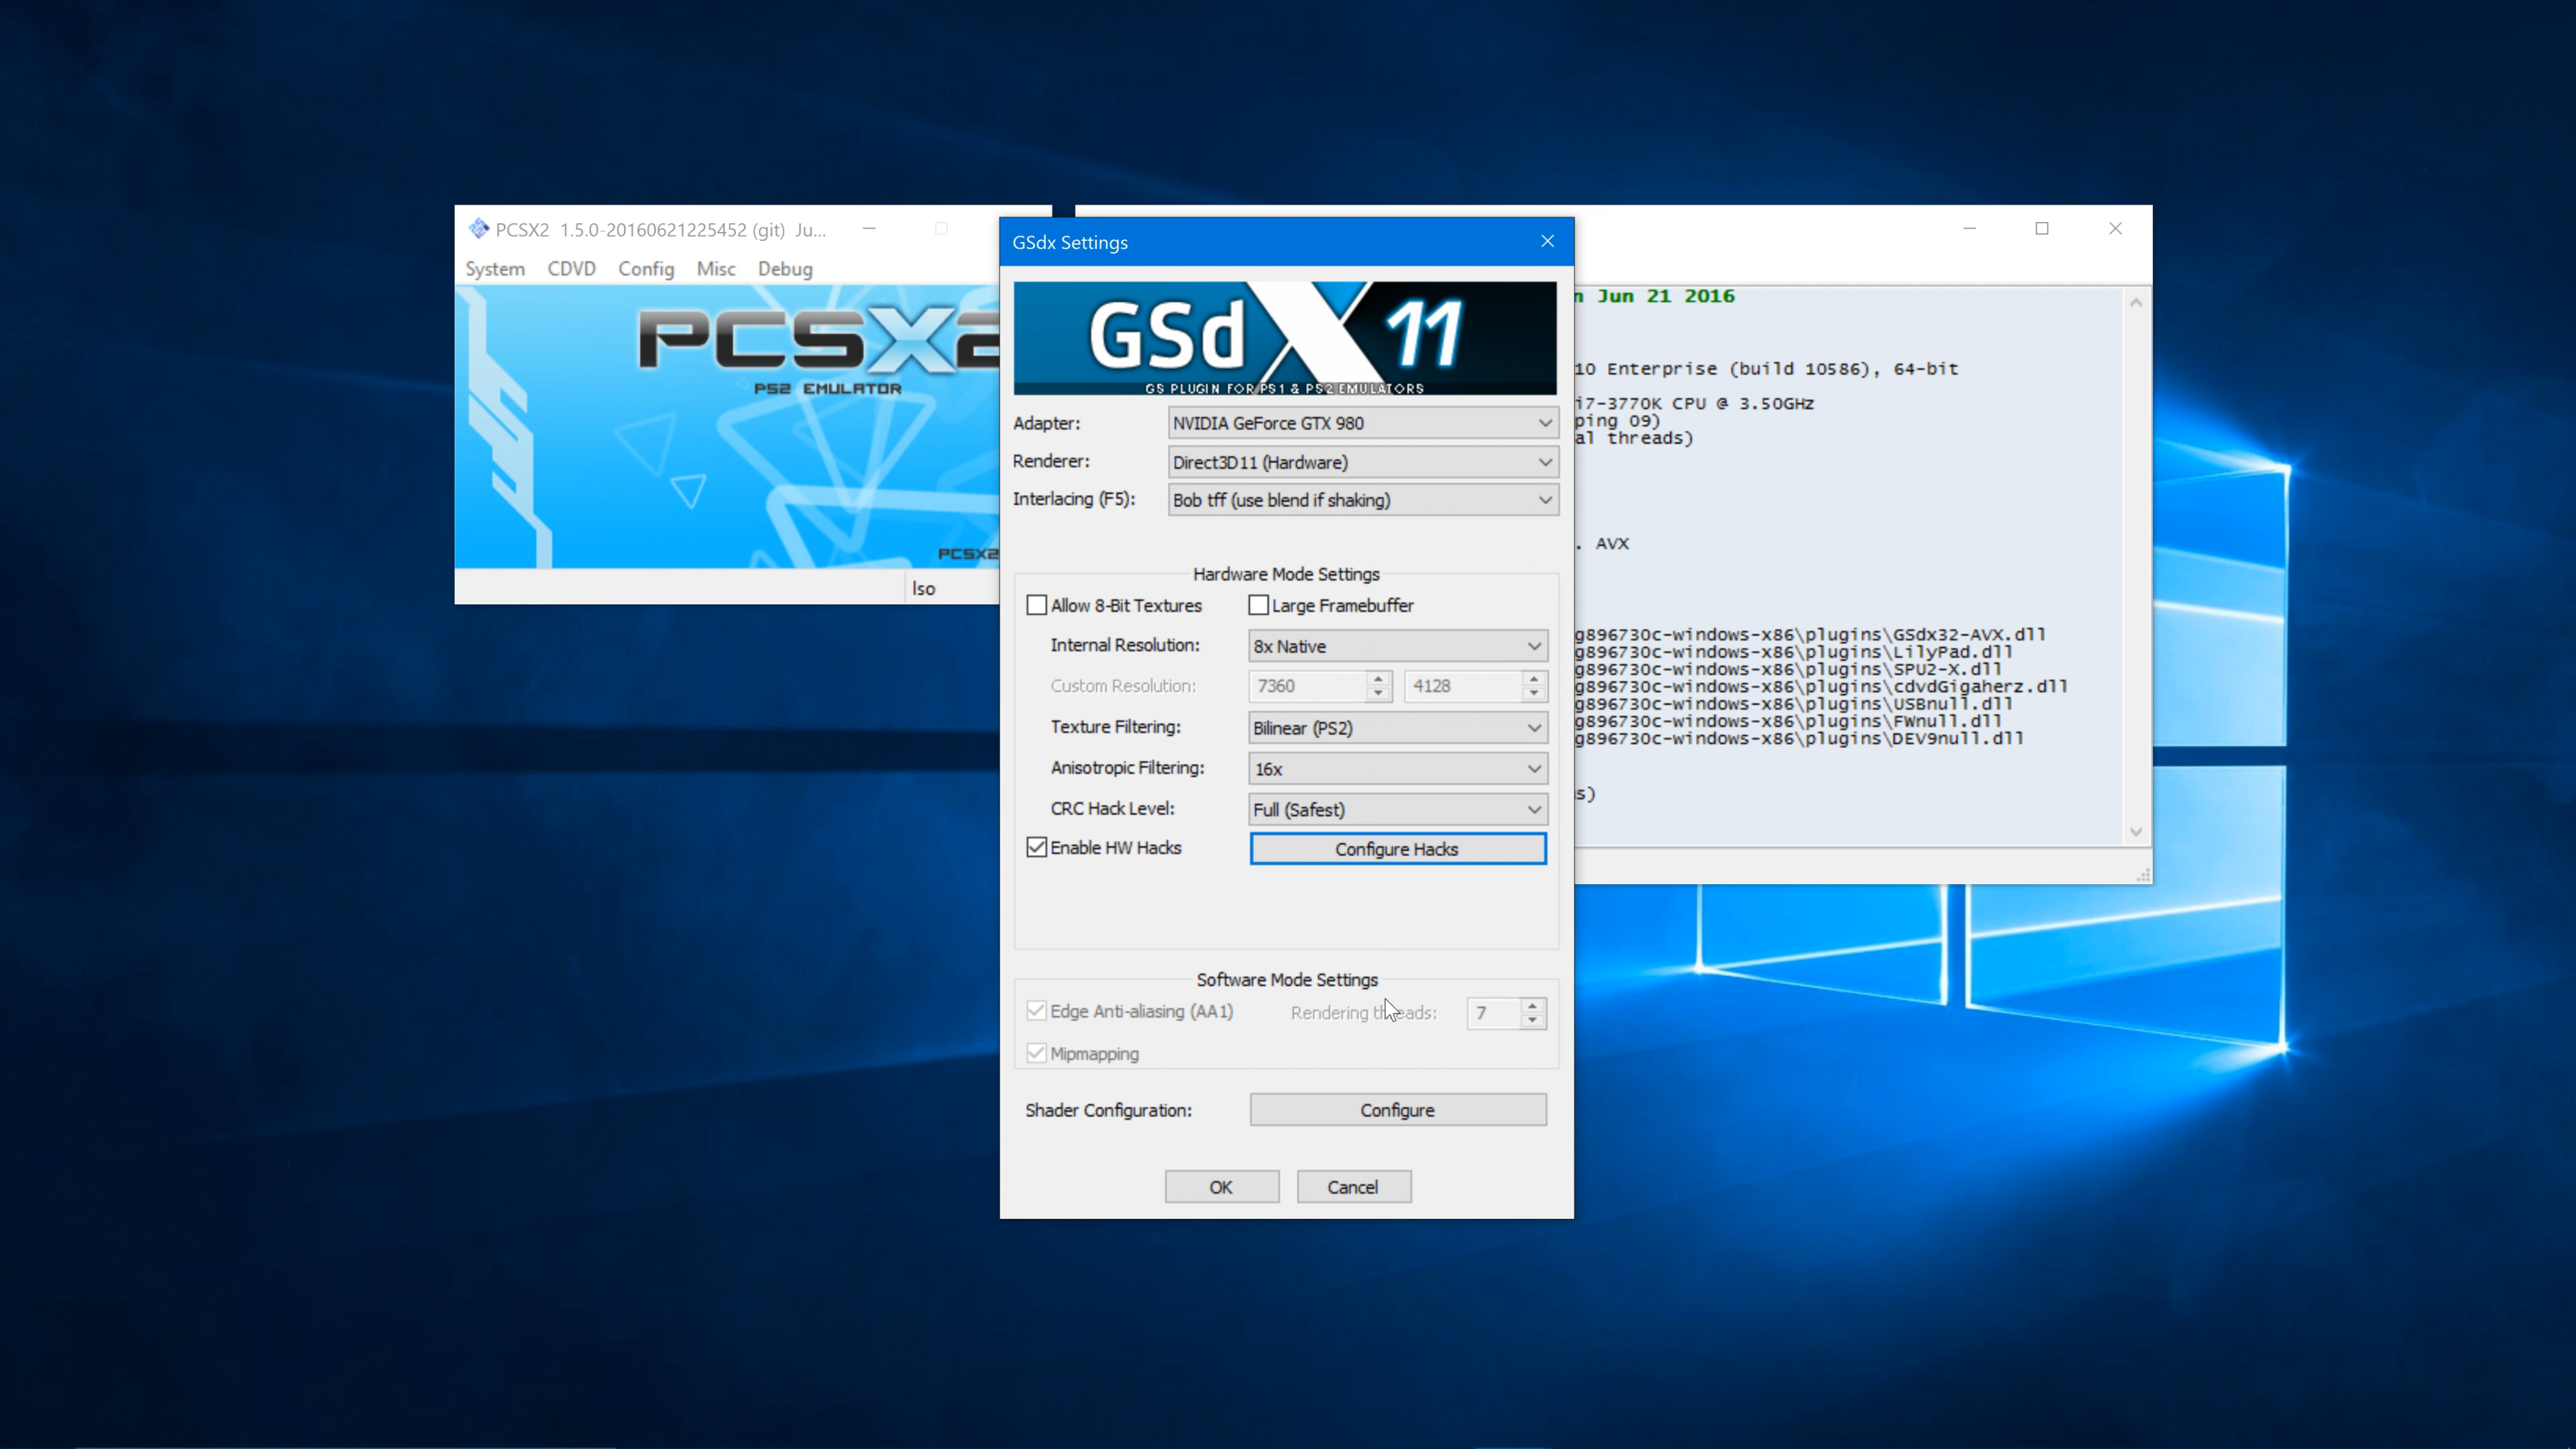 PCSX2 1.5.0-20160621225452 (git) Ju...
System CDVD Config Misc Debug
PCSX2
PS2 EMULATOR
PCSX2
Iso
GSdx Settings
GSdX 11
GS PLUGIN FOR PS1 & PS2 EMULATORS
Adapter: NVIDIA GeForce GTX 980
Renderer: Direct3D11 (Hardware)
Interlacing (F5): Bob tff (use blend if shaking)
Hardware Mode Settings
Allow 8-Bit Textures Large Framebuffer
Internal Resolution: 8x Native
Custom Resolution: 7360 4128
Texture Filtering: Bilinear (PS2)
Anisotropic Filtering: 16x
CRC Hack Level: Full (Safest)
Enable HW Hacks Configure Hacks
Software Mode Settings
Edge Anti-aliasing (AA1) Rendering threads: 7
Mipmapping
Shader Configuration: Configure
OK Cancel
n Jun 21 2016
10 Enterprise (build 10586), 64-bit
i7-3770K CPU @ 3.50GHz
ping 09)
al threads)
. AVX
g896730c-windows-x86\plugins\GSdx32-AVX.dll
g896730c-windows-x86\plugins\LilyPad.dll
g896730c-windows-x86\plugins\SPU2-X.dll
g896730c-windows-x86\plugins\cdvdGigaherz.dll
g896730c-windows-x86\plugins\USBnull.dll
g896730c-windows-x86\plugins\FWnull.dll
g896730c-windows-x86\plugins\DEV9null.dll
s)